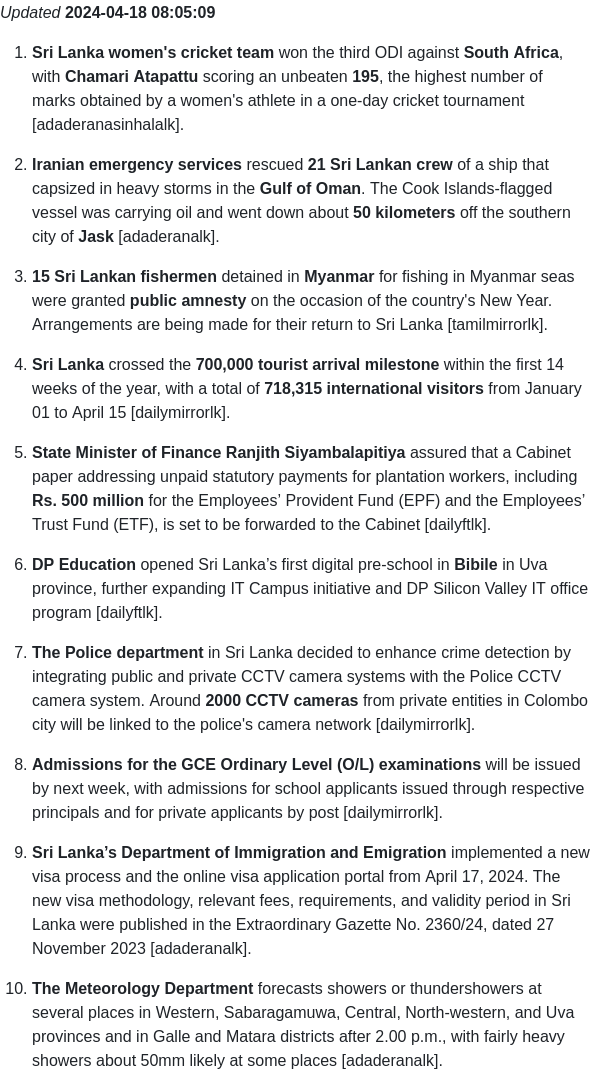 Updated 2024-04-18 08:05:09
1. Sri Lanka women's cricket team won the third ODI against South Africa,
with Chamari Atapattu scoring an unbeaten 195, the highest number of
marks obtained by a women's athlete in a one-day cricket tournament
[adaderanasinhalalk].
2. Iranian emergency services rescued 21 Sri Lankan crew of a ship that
capsized in heavy storms in the Gulf of Oman. The Cook Islands-flagged
vessel was carrying oil and went down about 50 kilometers off the southern
city of Jask [adaderanalk].
3. 15 Sri Lankan fishermen detained in Myanmar for fishing in Myanmar seas
were granted public amnesty on the occasion of the country's New Year.
Arrangements are being made for their return to Sri Lanka [tamilmirrorlk].
4. Sri Lanka crossed the 700,000 tourist arrival milestone within the first 14
weeks of the year, with a total of 718,315 international visitors from January
01 to April 15 [dailymirrorlk].
5. State Minister of Finance Ranjith Siyambalapitiya assured that a Cabinet
paper addressing unpaid statutory payments for plantation workers, including
Rs. 500 million for the Employees’ Provident Fund (EPF) and the Employees’
Trust Fund (ETF), is set to be forwarded to the Cabinet [dailyftlk].
6. DP Education opened Sri Lanka’s first digital pre-school in Bibile in Uva
province, further expanding IT Campus initiative and DP Silicon Valley IT office
program [dailyftlk].
7. The Police department in Sri Lanka decided to enhance crime detection by
integrating public and private CCTV camera systems with the Police CCTV
camera system. Around 2000 CCTV cameras from private entities in Colombo
city will be linked to the police's camera network [dailymirrorlk].
8. Admissions for the GCE Ordinary Level (O/L) examinations will be issued
by next week, with admissions for school applicants issued through respective
principals and for private applicants by post [dailymirrorlk].
9. Sri Lanka’s Department of Immigration and Emigration implemented a new
visa process and the online visa application portal from April 17, 2024. The
new visa methodology, relevant fees, requirements, and validity period in Sri
Lanka were published in the Extraordinary Gazette No. 2360/24, dated 27
November 2023 [adaderanalk].
10. The Meteorology Department forecasts showers or thundershowers at
several places in Western, Sabaragamuwa, Central, North-western, and Uva
provinces and in Galle and Matara districts after 2.00 p.m., with fairly heavy
showers about 50mm likely at some places [adaderanalk].